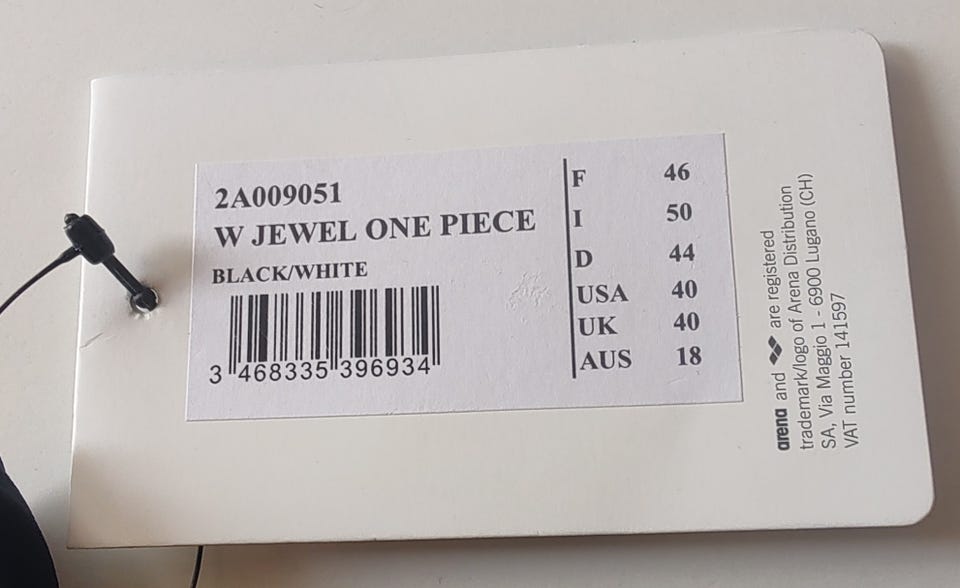 2A009051
W JEWEL ONE PIECE
BLACK/WHITE
3 468335 396934
F 46
I 50
D 44
USA 40
UK 40
AUS 18
arena and are registered
trademark/logo of Arena Distribution
SA, Via Maggio 1 - 6900 Lugano (CH)
VAT number 141597